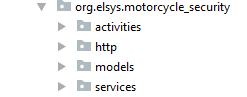 org.elsys.motorcycle_security
activities
http
models
services